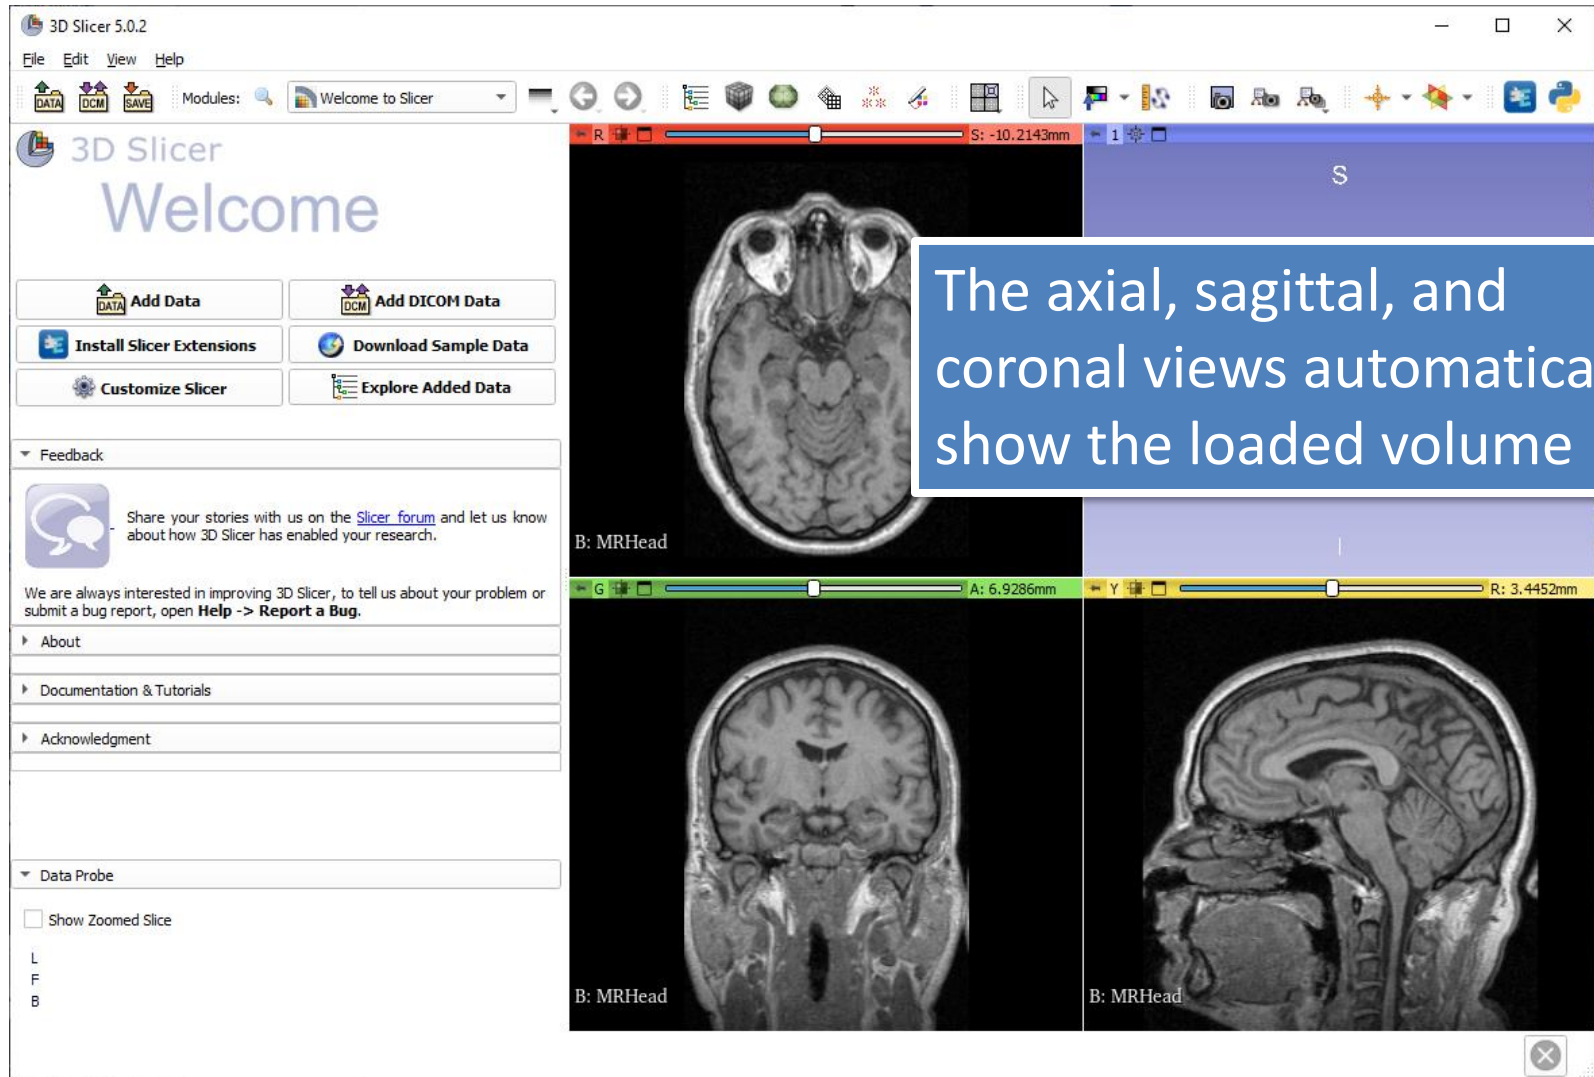 3D Slicer 5.0.2
File Edit View Help
DATA DCM SAVE Modules: Welcome to Slicer
3D Slicer
Welcome
DATA Add Data
DCM Add DICOM Data
Install Slicer Extensions
Download Sample Data
Customize Slicer
Explore Added Data
Feedback
Share your stories with us on the Slicer forum and let us know
about how 3D Slicer has enabled your research.
We are always interested in improving 3D Slicer, to tell us about your problem or
submit a bug report, open Help -> Report a Bug.
About
Documentation & Tutorials
Acknowledgment
Data Probe
Show Zoomed Slice
L
F
B
R S: -10.2143mm
B: MRHead
1
S
I
The axial, sagittal, and
coronal views automatica
show the loaded volume
G A: 6.9286mm
B: MRHead
Y R: 3.4452mm
B: MRHead